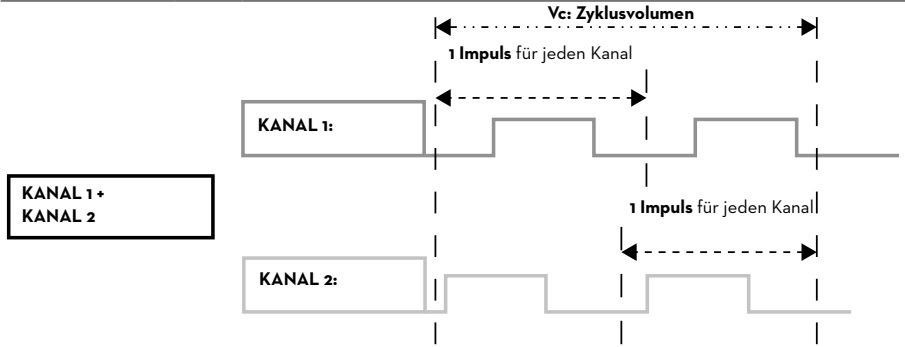 Vc: Zyklusvolumen
1 Impuls für jeden Kanal
KANAL 1:
KANAL 1 +
KANAL 2
1 Impuls für jeden Kanal
KANAL 2: